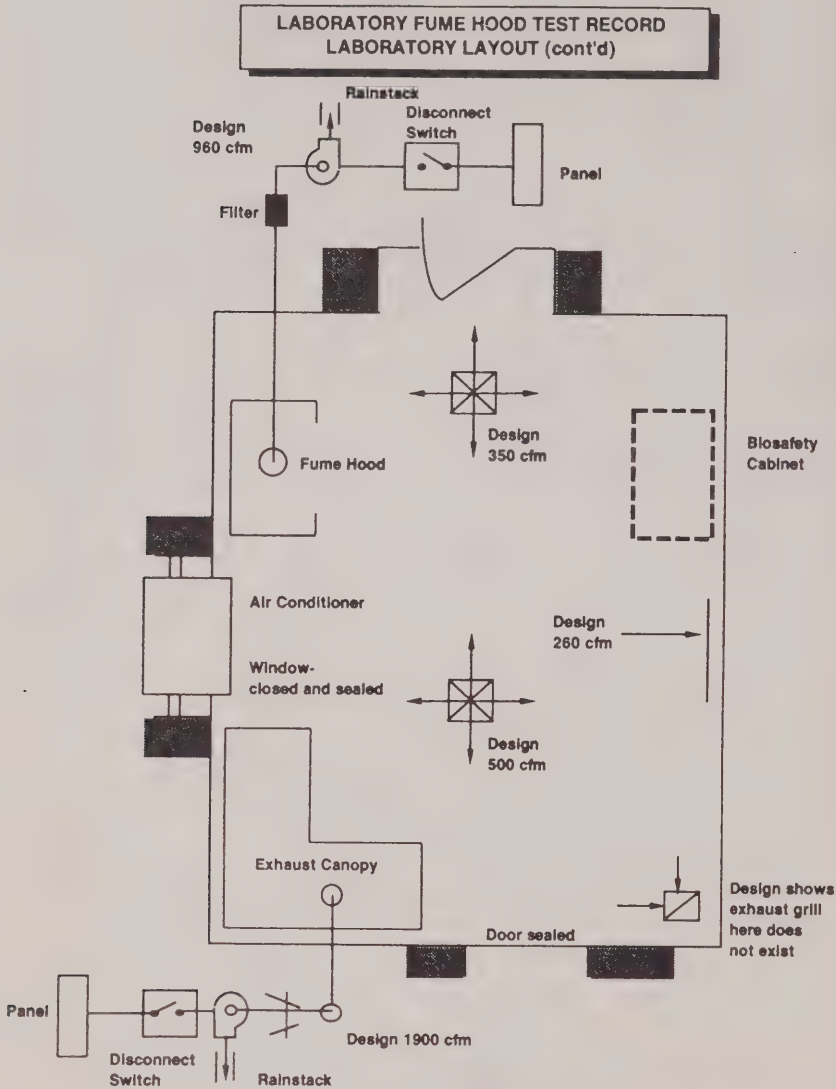 LABORATORY FUME HOOD TEST RECORD
LABORATORY LAYOUT (cont'd)
Rainstack
Design
960 cfm
Disconnect
Switch
Panel
Filter
Design
350 cfm
Fume Hood
Biosafety
Cabinet
Air Conditioner
Design
260 cfm
Window-
closed and sealed
Design
500 cfm
Exhaust Canopy
Design shows
exhaust grill
here does
not exist
Door sealed
Panel
Design 1900 cfm
Disconnect
Switch
Rainstack